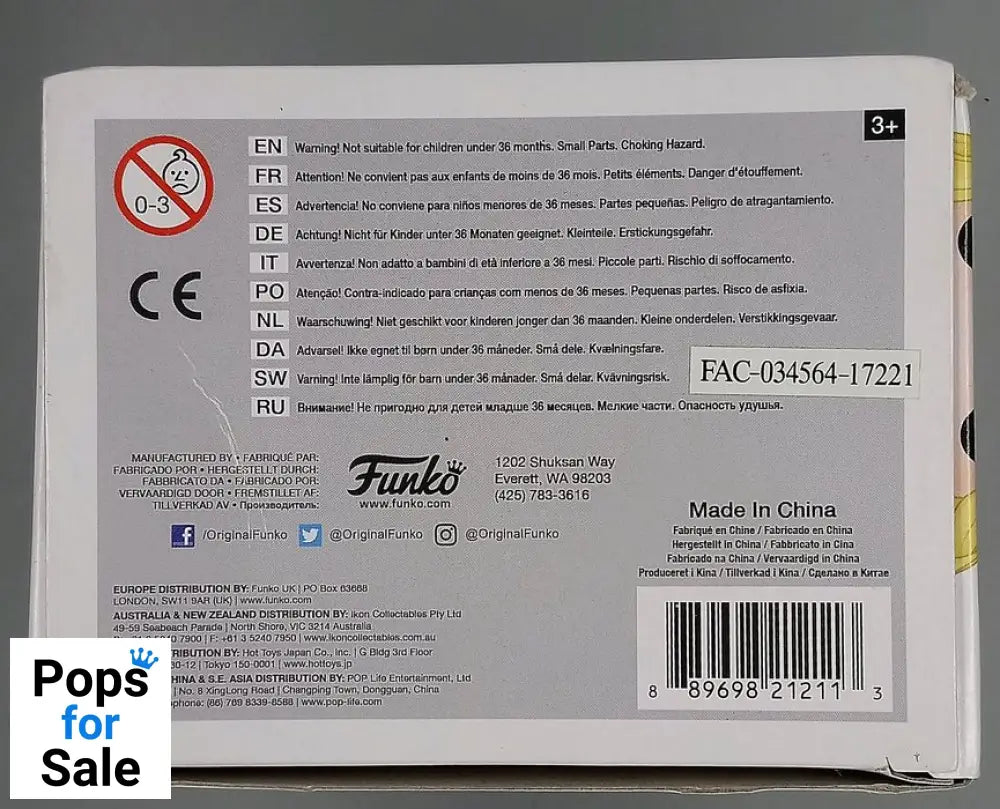 3+
0-3
EN Warning! Not suitable for children under 36 months. Small Parts. Choking Hazard.
FR Attention! Ne convient pas aux enfants de moins de 36 mois. Petits éléments. Danger d'étouffement.
ES Advertencia! No conviene para niños menores de 36 meses. Partes pequeñas. Peligro de atragantamiento.
DE Achtung! Nicht für Kinder unter 36 Monaten geeignet. Kleinteile. Erstickungsgefahr.
IT Avvertenza! Non adatto a bambini di età inferiore a 36 mesi. Piccole parti. Rischio di soffocamento.
PO Atenção! Contra-indicado para crianças com menos de 36 meses. Pequenas partes. Risco de asfixia.
NL Waarschuwing! Niet geschikt voor kinderen jonger dan 36 maanden. Kleine onderdelen. Verstikkingsgevaar.
DA Advarsel! Ikke egnet til børn under 36 måneder. Små dele. Kvælningsfare.
SW Varning! Inte lämplig för barn under 36 månader. Små delar. Kvävningsrisk.
RU Внимание! Не пригодно для детей младше 36 месяцев. Мелкие части. Опасность удушья.
CE
FAC-034564-17221
MANUFACTURED BY • FABRIQUÉ PAR:
FABRICADO POR • HERGESTELLT DURCH:
FABBRICATO DA • FABRICADO POR:
VERVAARDIGD DOOR • FREMSTILLET AF:
TILLVERKAD AV • Производитель:
Funko
www.funko.com
1202 Shuksan Way
Everett, WA 98203
(425) 783-3616
/OriginalFunko @OriginalFunko @OriginalFunko
Made In China
Fabriqué en Chine / Fabricado en China
Hergestellt in China / Fabbricato in Cina
Fabricado na China / Vervaardigd in China
Produceret i Kina / Tillverkad i Kina / Сделано в Китае
EUROPE DISTRIBUTION BY: Funko UK | PO Box 63668
LONDON, SW11 9AR (UK) | www.funko.com
AUSTRALIA & NEW ZEALAND DISTRIBUTION BY: Ikon Collectables Pty Ltd
49-59 Seabeach Parade | North Shore, VIC 3214 Australia
7900 | F: +61 3 5240 7950 | www.ikoncollectables.com.au
TRIBUTION BY: Hot Toys Japan Co., Inc. | G Bldg 3rd Floor
30-12 | Tokyo 150-0001 | www.hottoys.jp
HINA & S.E. ASIA DISTRIBUTION BY: POP Life Entertainment, Ltd
| No. 8 XingLong Road | Changping Town, Dongguan, China
phone: (86) 769 8339-8588 | www.pop-life.com
8 89698 21211 3
Pops
for
Sale